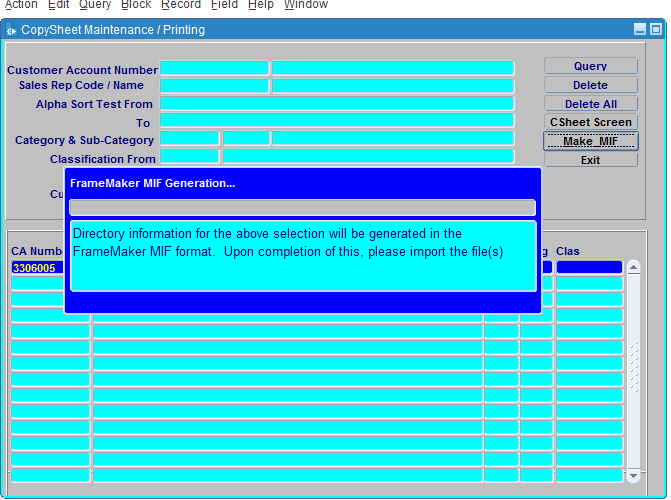 Action Edit Query Block Record Field Help Window
CopySheet Maintenance / Printing
Customer Account Number
Query
Sales Rep Code / Name
Delete
Alpha Sort Test From
Delete All
To
CSheet Screen
Category & Sub-Category
Make_MIF
Classification From
Exit
FrameMaker MIF Generation...
Cu
Directory information for the above selection will be generated in the
FrameMaker MIF format. Upon completion of this, please import the file(s)
CA Numb
g Clas
3306005